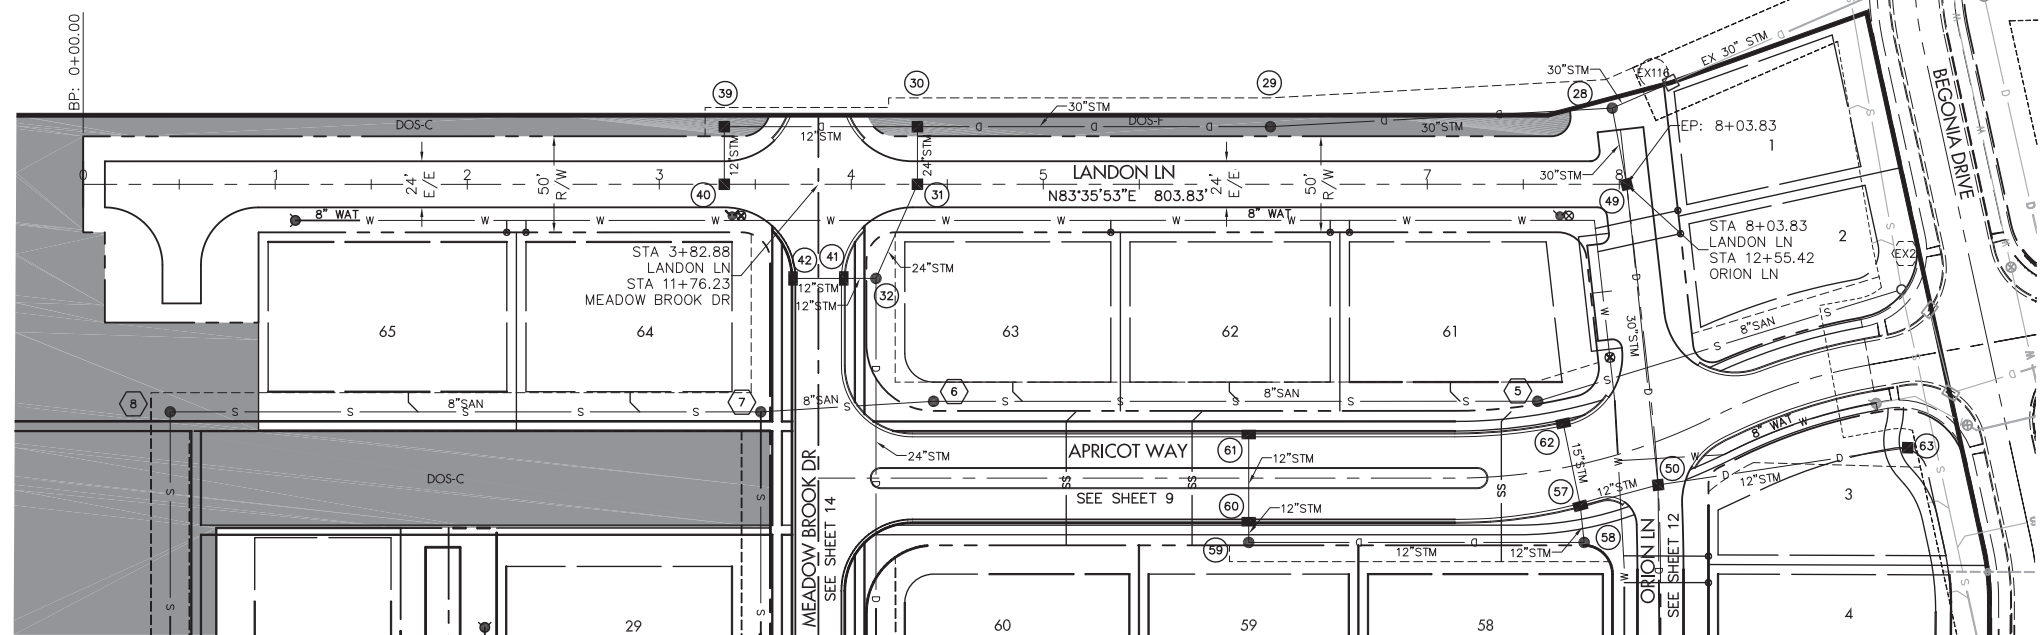 BP: 0+00.00
39
30
29
28
30"STM
EX116
EX 30" STM
BEGONIA DRIVE
DOS-C
12"STM
D
30"STM
D
D
D
DOS-F
30"STM
D
D
D
EP: 8+03.83
1
0
1
2
24'
E/E
50'
R/W
12"STM
40
4
24"STM
31
5
LANDON LN
N83°35'53"E 803.83'
24'
E/E
50'
R/W
7
8
30"STM
49
8" WAT
W
W
W
W
W
W
W
W
W
W
8" WAT
W
W
W
W
STA 3+82.88
LANDON LN
STA 11+76.23
MEADOW BROOK DR
42
41
12"STM
12"STM
32
24"STM
STA 8+03.83
LANDON LN
STA 12+55.42
ORION LN
2
EX2
65
64
63
62
61
W
30"STM
D
8"SAN
S
S
8
7
6
5
S
S
S
8"SAN
S
S
8"SAN
S
S
S
8"SAN
S
S
S
D
24"STM
APRICOT WAY
SEE SHEET 9
SS
SS
SS
61
12"STM
60
12"STM
59
62
15"STM
57
12"STM
50
58
12"STM
12"STM
D
D
8" WAT
W
W
W
12"STM
D
D
63
3
DOS-C
S
S
S
S
MEADOW BROOK DR
SEE SHEET 14
D
ORION LN
SEE SHEET 12
W
D
29
60
59
58
4